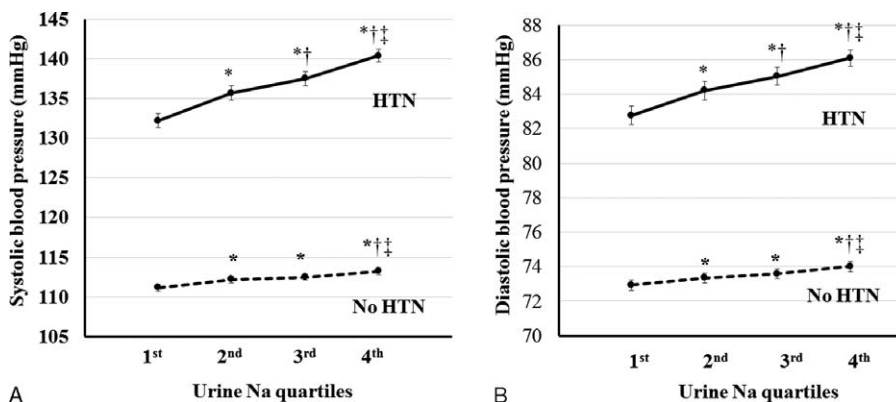 Systolic blood pressure (mmHg)
145
140
135
130
125
120
115
110
105
*
*†
*†‡
HTN
*
*
*†‡
No HTN
1st
2nd
3rd
4th
Urine Na quartiles
A
Diastolic blood pressure (mmHg)
88
86
84
82
80
78
76
74
72
70
*
*†
*†‡
HTN
*
*
*†‡
No HTN
1st
2nd
3rd
4th
Urine Na quartiles
B